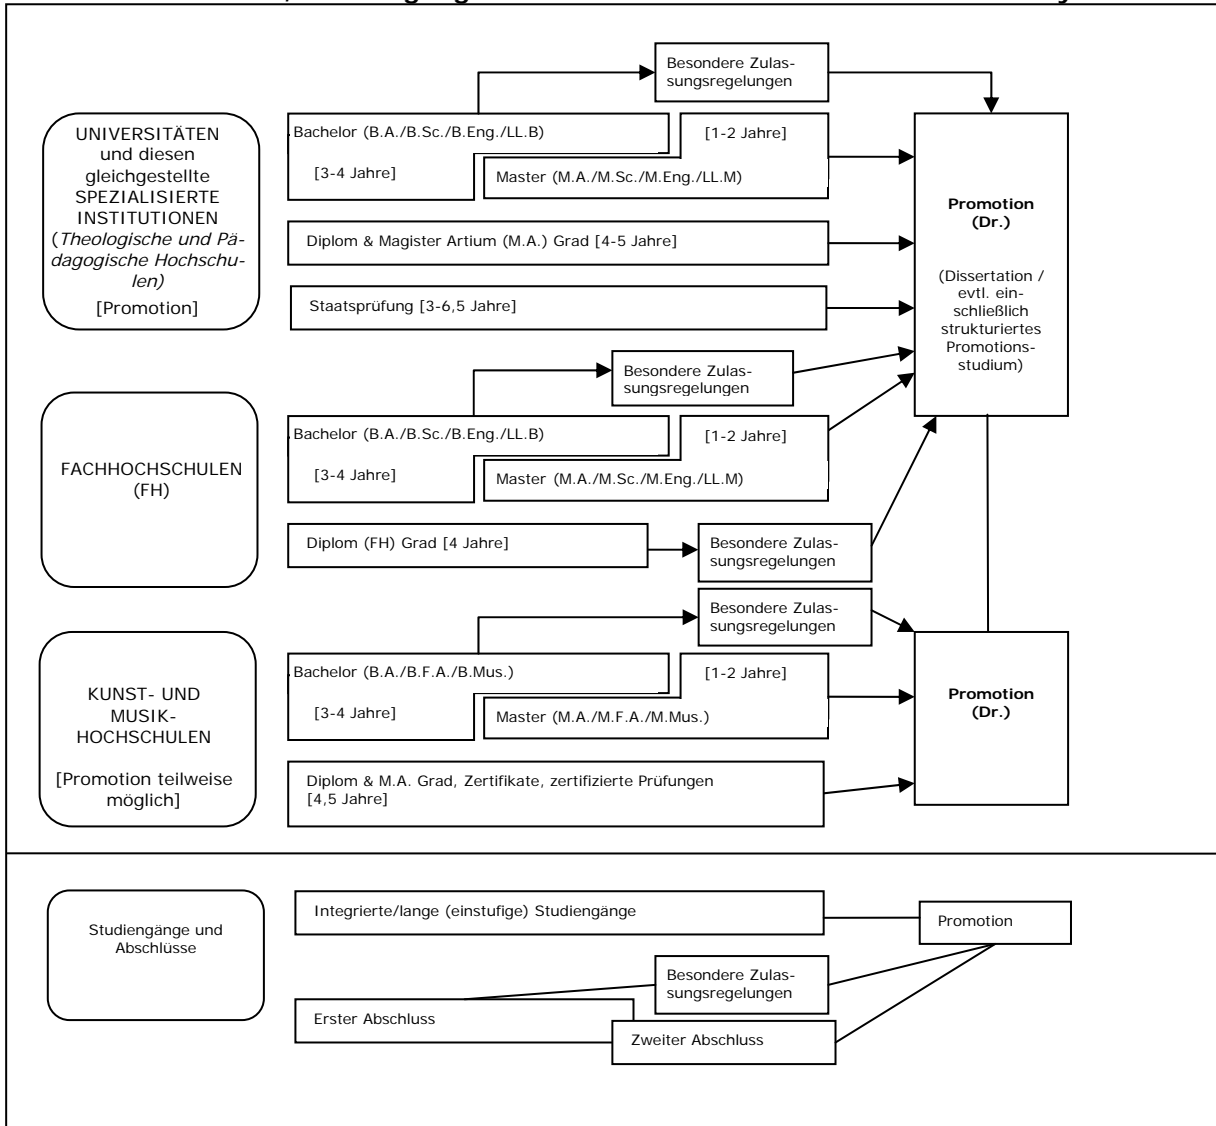 Besondere Zulas-
sungsregelungen
UNIVERSITÄTEN
und diesen
gleichgestellte
SPEZIALISIERTE
INSTITUTIONEN
(Theologische und Pä-
dagogische Hochschu-
len)
[Promotion]
Bachelor (B.A./B.Sc./B.Eng./LL.B)
[3-4 Jahre]
[1-2 Jahre]
Master (M.A./M.Sc./M.Eng./LL.M)
Diplom & Magister Artium (M.A.) Grad [4-5 Jahre]
Staatsprüfung [3-6,5 Jahre]
Promotion
(Dr.)
(Dissertation /
evtl. ein-
schließlich
strukturiertes
Promotions-
studium)
Besondere Zulas-
sungsregelungen
FACHHOCHSCHULEN
(FH)
Bachelor (B.A./B.Sc./B.Eng./LL.B)
[3-4 Jahre]
[1-2 Jahre]
Master (M.A./M.Sc./M.Eng./LL.M)
Diplom (FH) Grad [4 Jahre]
Besondere Zulas-
sungsregelungen
Besondere Zulas-
sungsregelungen
KUNST- UND
MUSIK-
HOCHSCHULEN
[Promotion teilweise
möglich]
Bachelor (B.A./B.F.A./B.Mus.)
[3-4 Jahre]
[1-2 Jahre]
Master (M.A./M.F.A./M.Mus.)
Diplom & M.A. Grad, Zertifikate, zertifizierte Prüfungen
[4,5 Jahre]
Promotion
(Dr.)
Studiengänge und
Abschlüsse
Integrierte/lange (einstufige) Studiengänge
Promotion
Besondere Zulas-
sungsregelungen
Erster Abschluss
Zweiter Abschluss